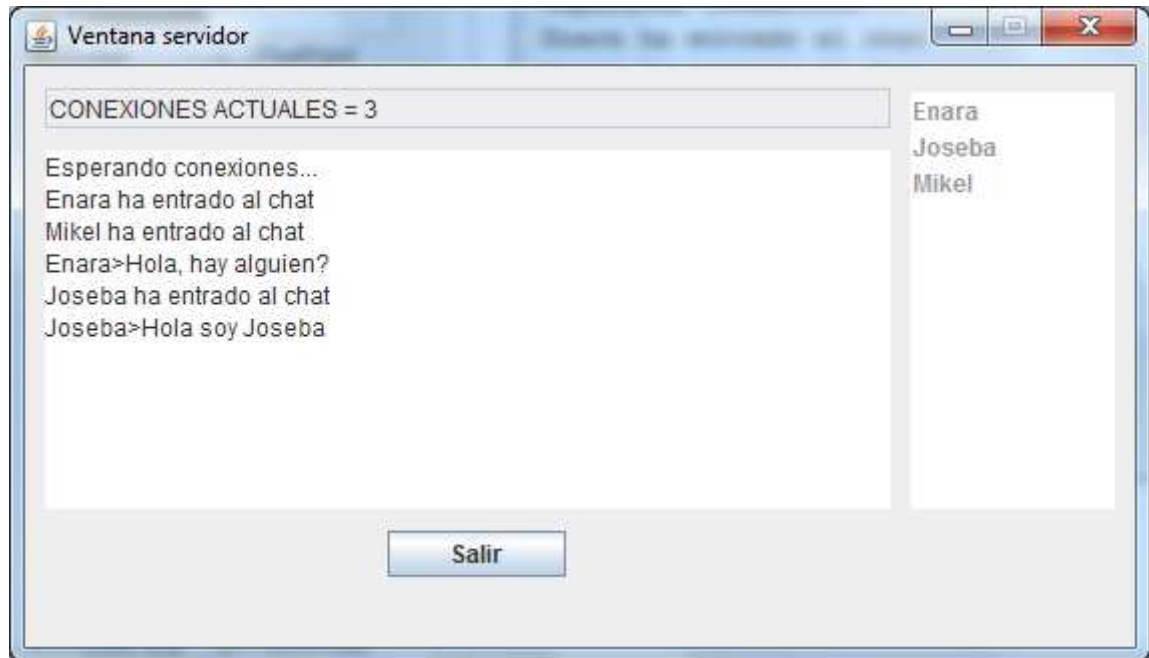 Ventana servidor
CONEXIONES ACTUALES = 3
Esperando conexiones...
Enara ha entrado al chat
Mikel ha entrado al chat
Enara>Hola, hay alguien?
Joseba ha entrado al chat
Joseba>Hola soy Joseba
Enara
Joseba
Mikel
Salir